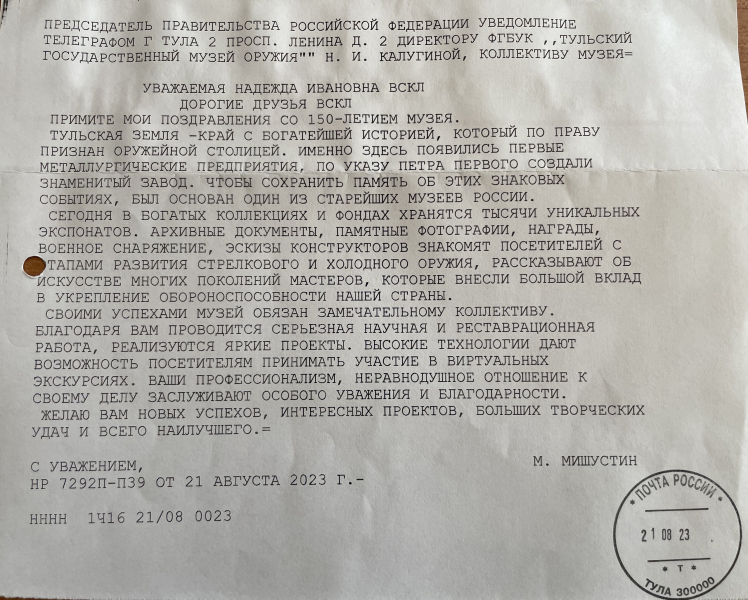 ПРЕДСЕДАТЕЛЬ ПРАВИТЕЛЬСТВА РОССИЙСКОЙ ФЕДЕРАЦИИ УВЕДОМЛЕНИЕ
ТЕЛЕГРАФОМ Г ТУЛА 2 ПРОСП. ЛЕНИНА Д. 2 ДИРЕКТОРУ ФГБУК ,,ТУЛЬСКИЙ
ГОСУДАРСТВЕННЫЙ МУЗЕЙ ОРУЖИЯ"" Н. И. КАЛУГИНОЙ, КОЛЛЕКТИВУ МУЗЕЯ=
УВАЖАЕМАЯ НАДЕЖДА ИВАНОВНА ВСКЛ
ДОРОГИЕ ДРУЗЬЯ ВСКЛ
ПРИМИТЕ МОИ ПОЗДРАВЛЕНИЯ СО 150-ЛЕТИЕМ МУЗЕЯ.
ТУЛЬСКАЯ ЗЕМЛЯ -КРАЙ С БОГАТЕЙШЕЙ ИСТОРИЕЙ, КОТОРЫЙ ПО ПРАВУ
ПРИЗНАН ОРУЖЕЙНОЙ СТОЛИЦЕЙ. ИМЕННО ЗДЕСЬ ПОЯВИЛИСЬ ПЕРВЫЕ
МЕТАЛЛУРГИЧЕСКИЕ ПРЕДПРИЯТИЯ, ПО УКАЗУ ПЕТРА ПЕРВОГО СОЗДАЛИ
ЗНАМЕНИТЫЙ ЗАВОД. ЧТОБЫ СОХРАНИТЬ ПАМЯТЬ ОБ ЭТИХ ЗНАКОВЫХ
СОБЫТИЯХ, БЫЛ ОСНОВАН ОДИН ИЗ СТАРЕЙШИХ МУЗЕЕВ РОССИИ.
СЕГОДНЯ В БОГАТЫХ КОЛЛЕКЦИЯХ И ФОНДАХ ХРАНЯТСЯ ТЫСЯЧИ УНИКАЛЬНЫХ
ЭКСПОНАТОВ. АРХИВНЫЕ ДОКУМЕНТЫ, ПАМЯТНЫЕ ФОТОГРАФИИ, НАГРАДЫ,
ВОЕННОЕ СНАРЯЖЕНИЕ, ЭСКИЗЫ КОНСТРУКТОРОВ ЗНАКОМЯТ ПОСЕТИТЕЛЕЙ С
ТАПАМИ РАЗВИТИЯ СТРЕЛКОВОГО И ХОЛОДНОГО ОРУЖИЯ, РАССКАЗЫВАЮТ ОБ
ИСКУССТВЕ МНОГИХ ПОКОЛЕНИЙ МАСТЕРОВ, КОТОРЫЕ ВНЕСЛИ БОЛЬШОЙ ВКЛАД
В УКРЕПЛЕНИЕ ОБОРОНОСПОСОБНОСТИ НАШЕЙ СТРАНЫ.
СВОИМИ УСПЕХАМИ МУЗЕЙ ОБЯЗАН ЗАМЕЧАТЕЛЬНОМУ КОЛЛЕКТИВУ.
БЛАГОДАРЯ ВАМ ПРОВОДИТСЯ СЕРЬЕЗНАЯ НАУЧНАЯ И РЕСТАВРАЦИОННАЯ
РАБОТА, РЕАЛИЗУЮТСЯ ЯРКИЕ ПРОЕКТЫ. ВЫСОКИЕ ТЕХНОЛОГИИ ДАЮТ
ВОЗМОЖНОСТЬ ПОСЕТИТЕЛЯМ ПРИНИМАТЬ УЧАСТИЕ В ВИРТУАЛЬНЫХ
ЭКСКУРСИЯХ. ВАШИ ПРОФЕССИОНАЛИЗМ, НЕРАВНОДУШНОЕ ОТНОШЕНИЕ К
СВОЕМУ ДЕЛУ ЗАСЛУЖИВАЮТ ОСОБОГО УВАЖЕНИЯ И БЛАГОДАРНОСТИ.
ЖЕЛАЮ ВАМ НОВЫХ УСПЕХОВ, ИНТЕРЕСНЫХ ПРОЕКТОВ, БОЛЬШИХ ТВОРЧЕСКИХ
УДАЧ И ВСЕГО НАИЛУЧШЕГО.=
С УВАЖЕНИЕМ, М. МИШУСТИН
НР 7292П-П39 ОТ 21 АВГУСТА 2023 Г.-
НННН 1Ч16 21/08 0023
* ПОЧТА РОССИИ *
21 08 23
* Т *
ТУЛА 300000